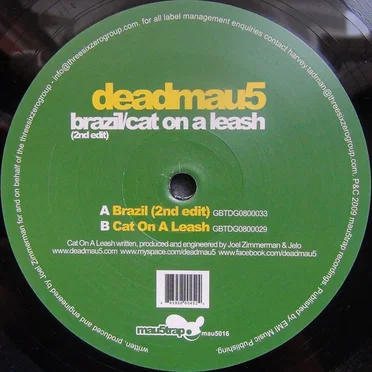 deadmau5
brazil/cat on a leash
(2nd edit)
A Brazil (2nd edit) GBTDG0800033
B Cat On A Leash GBTDG0800029
Cat On A Leash written, produced and engineered by Joel Zimmerman & Jelo
www.deadmau5.com www.myspace.com/deadmau5 www.facebook.com/deadmau5
mau5trap.
mau5016
written, produced and engineered by Joel Zimmerman for and on behalf of the threesixzerogroup - info@threesixzerogroup.com. for all label management enquiries contact harvey.tadman@threesixzerogroup.com. P&C 2009 mau5trap recordings. Published by EMI Music Publishing.